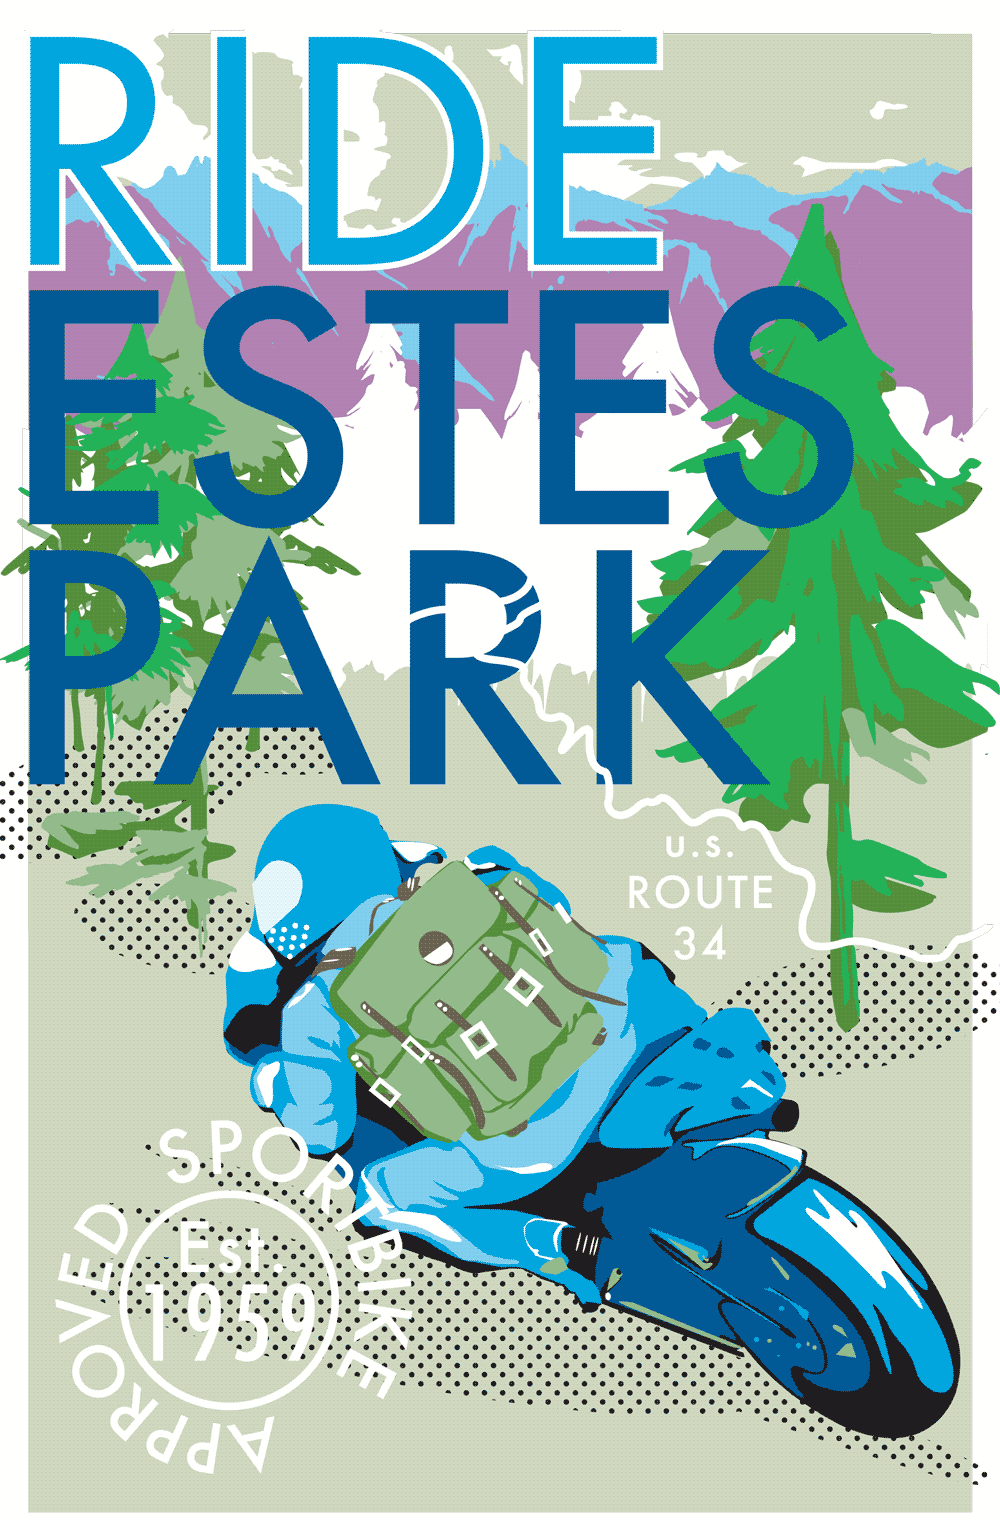 RIDE
ESTES
PARK
U.S.
ROUTE
34
APPROVED SPORTBIKE
Est.
1959